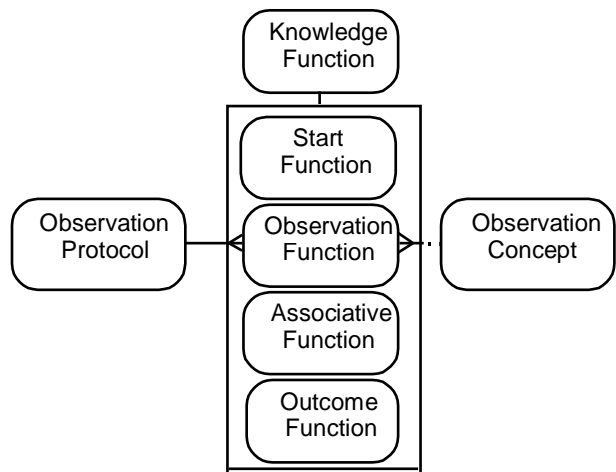 Knowledge
Function
Start
Function
Observation
Protocol
Observation
Function
Observation
Concept
Associative
Function
Outcome
Function